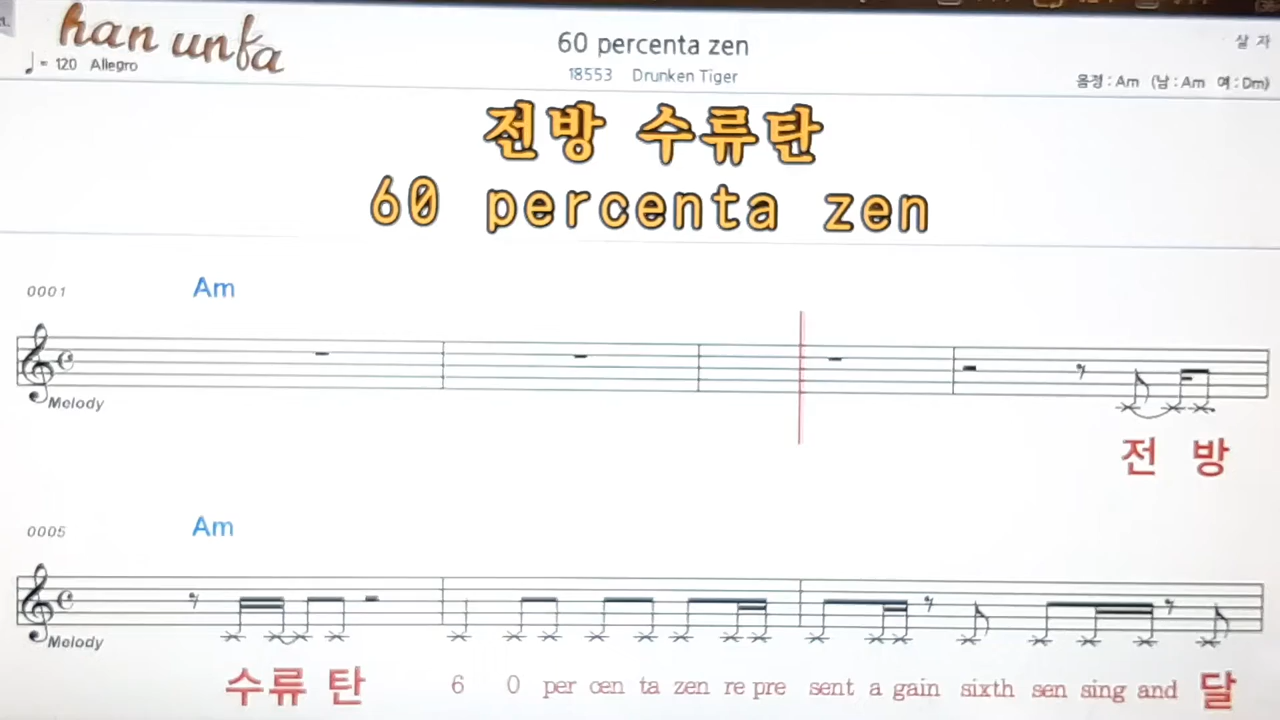 han unfa
♩ = 120 Allegro
60 percenta zen
18553 Drunken Tiger
살 자
음정 : Am (남 : Am 여 : Dm)
전방 수류탄
60 percenta zen
0001 Am
Melody
전 방
0005 Am
Melody
수류 탄 6 0 per cen ta zen re pre sent a gain sixth sen sing and 달